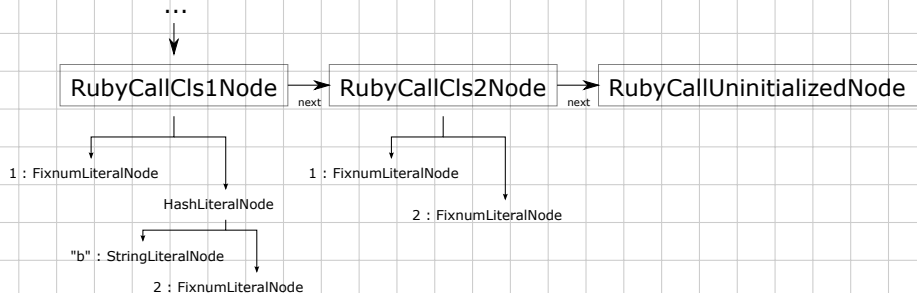 ...
RubyCallCls1Node
next
RubyCallCls2Node
next
RubyCallUninitializedNode
1 : FixnumLiteralNode
HashLiteralNode
"b" : StringLiteralNode
2 : FixnumLiteralNode
1 : FixnumLiteralNode
2 : FixnumLiteralNode